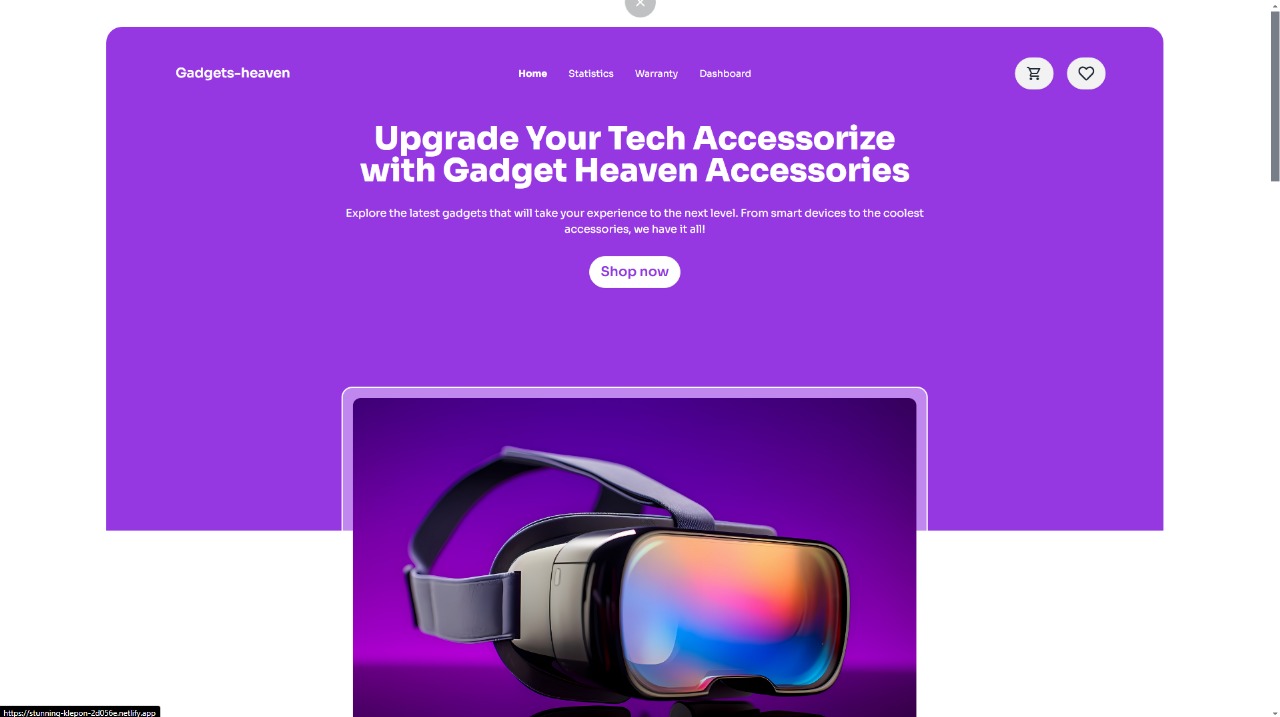 Gadgets-heaven
Home Statistics Warranty Dashboard
Upgrade Your Tech Accessorize
with Gadget Heaven Accessories
Explore the latest gadgets that will take your experience to the next level. From smart devices to the coolest
accessories, we have it all!
Shop now
https://stunning-klepon-2d056e.netlify.app